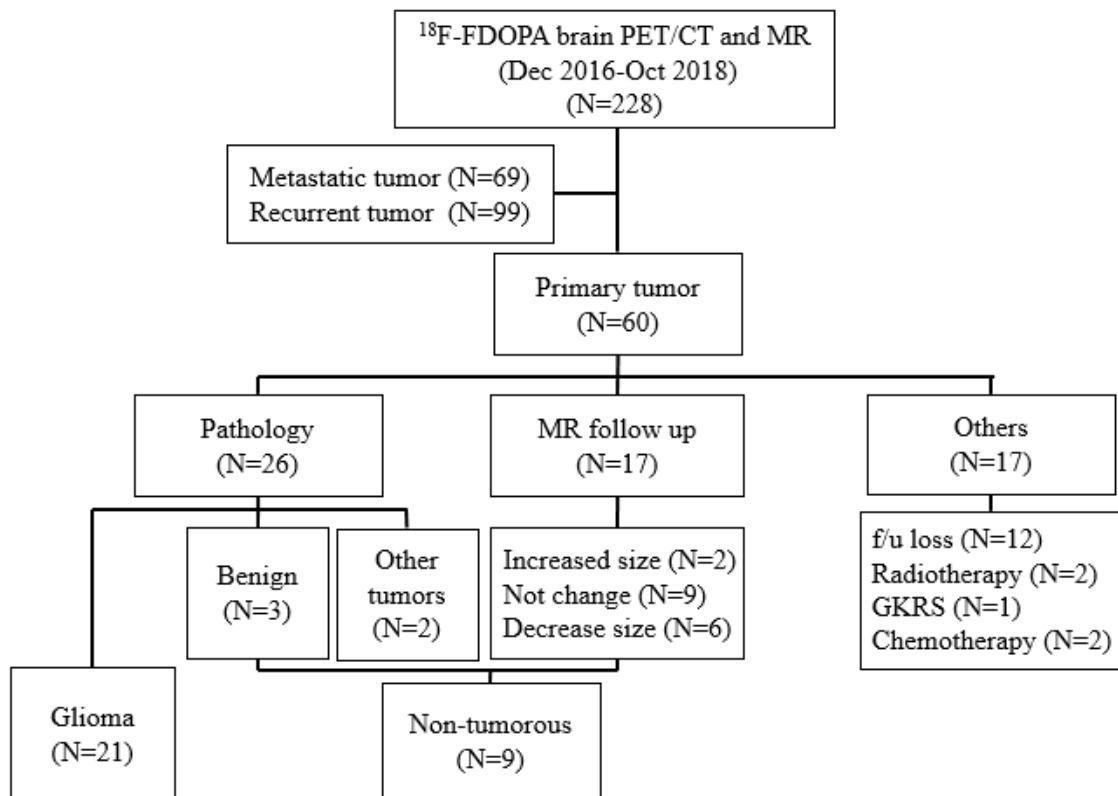 ¹⁸F-FDOPA brain PET/CT and MR
(Dec 2016-Oct 2018)
(N=228)
Metastatic tumor (N=69)
Recurrent tumor (N=99)
Primary tumor
(N=60)
Pathology
(N=26)
MR follow up
(N=17)
Others
(N=17)
Benign
(N=3)
Other
tumors
(N=2)
Increased size (N=2)
Not change (N=9)
Decrease size (N=6)
f/u loss (N=12)
Radiotherapy (N=2)
GKRS (N=1)
Chemotherapy (N=2)
Glioma
(N=21)
Non-tumorous
(N=9)